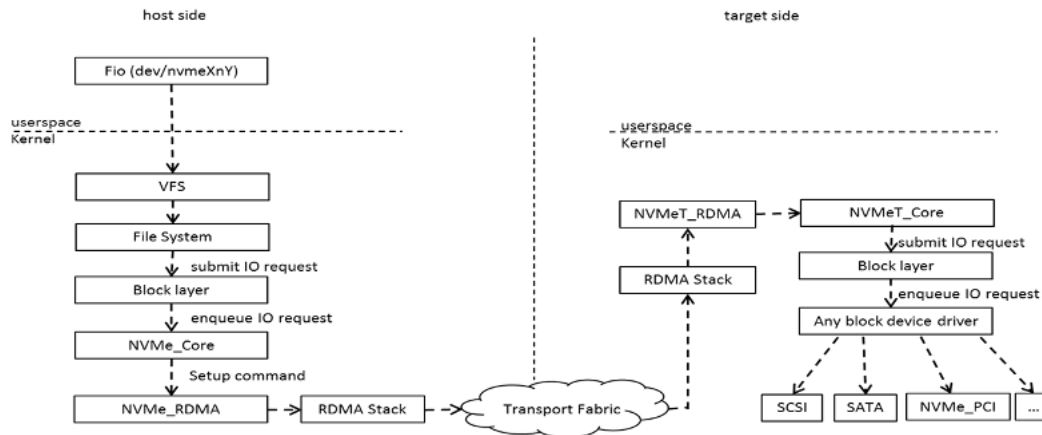 host side
target side
Fio (dev/nvmeXnY)
userspace
Kernel
VFS
File System
submit IO request
Block layer
enqueue IO request
NVMe_Core
Setup command
NVMe_RDMA
RDMA Stack
Transport Fabric
userspace
Kernel
NVMeT_RDMA
NVMeT_Core
submit IO request
RDMA Stack
Block layer
enqueue IO request
Any block device driver
SCSI
SATA
NVMe_PCI
...